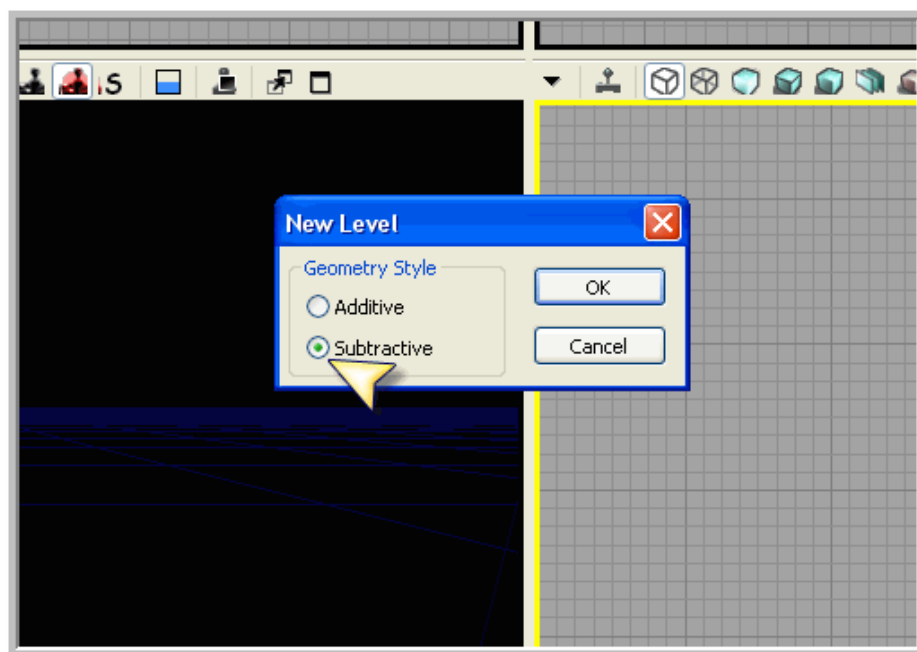 S
New Level
Geometry Style
Additive
Subtractive
OK
Cancel